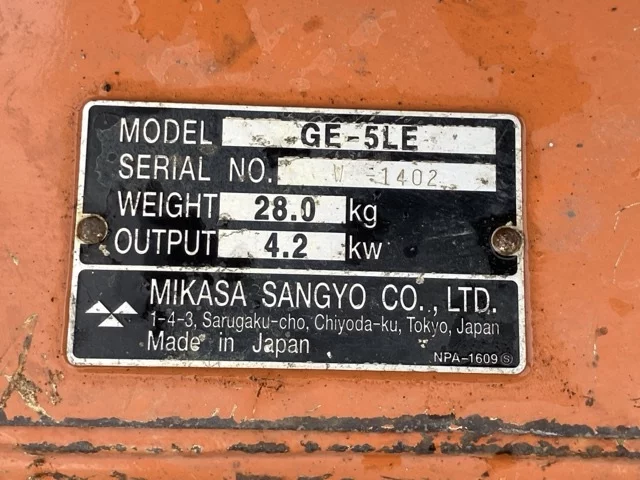 MODEL GE-5LE
SERIAL NO. W-1402
WEIGHT 28.0 kg
OUTPUT 4.2 kw
MIKASA SANGYO CO., LTD.
1-4-3, Sarugaku-cho, Chiyoda-ku, Tokyo, Japan
Made in Japan
NPA-1609 Ⓢ